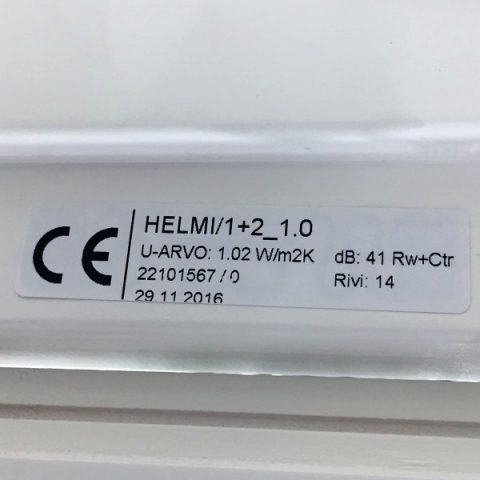 CE
HELMI/1+2_1.0
U-ARVO: 1.02 W/m2K dB: 41 Rw+Ctr
22101567 / 0 Rivi: 14
29.11.2016